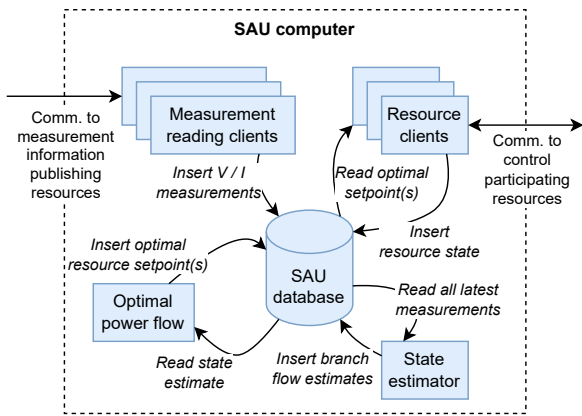 SAU computer
Comm. to
measurement
information
publishing
resources
Measurement
reading clients
Resource
clients
Comm. to
control
participating
resources
Insert V / I
measurements
Read optimal
setpoint(s)
Insert optimal
resource setpoint(s)
SAU
database
Insert
resource state
Optimal
power flow
Read all latest
measurements
Read state
estimate
Insert branch
flow estimates
State
estimator